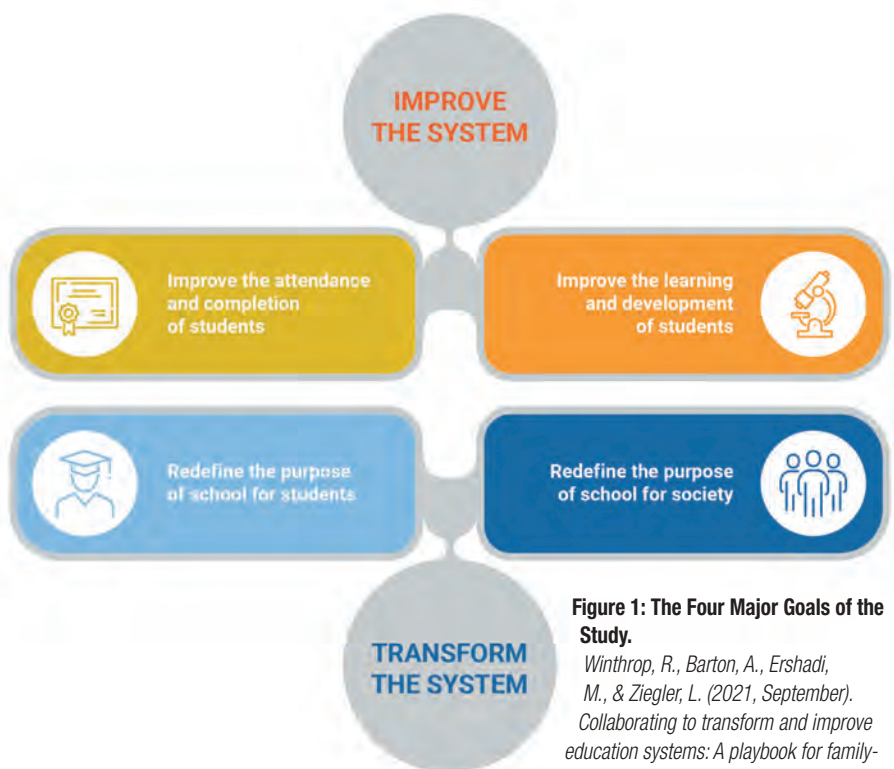 IMPROVE
THE SYSTEM
Improve the attendance
and completion
of students
Improve the learning
and development
of students
Redefine the purpose
of school for students
Redefine the purpose
of school for society
TRANSFORM
THE SYSTEM
Figure 1: The Four Major Goals of the
Study.
Winthrop, R., Barton, A., Ershadi,
M., & Ziegler, L. (2021, September).
Collaborating to transform and improve
education systems: A playbook for family-